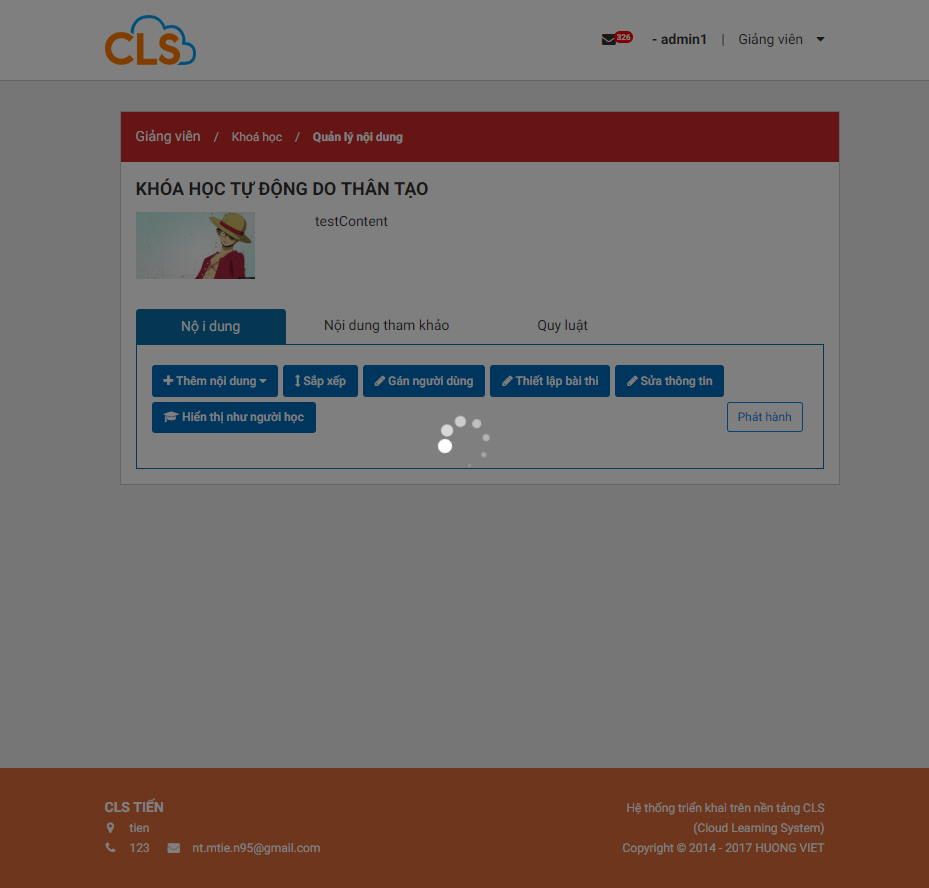 CLS
326 - admin1 | Giảng viên
Giảng viên / Khoá học / Quản lý nội dung
KHÓA HỌC TỰ ĐỘNG DO THÂN TẠO
testContent
Nộ i dung Nội dung tham khảo Quy luật
Thêm nội dung Sắp xếp Gán người dùng Thiết lập bài thi Sửa thông tin
Hiển thị như người học Phát hành
CLS TIẾN
tien
123 nt.mtie.n95@gmail.com
Hệ thống triển khai trên nền tảng CLS
(Cloud Learning System)
Copyright © 2014 - 2017 HUONG VIET